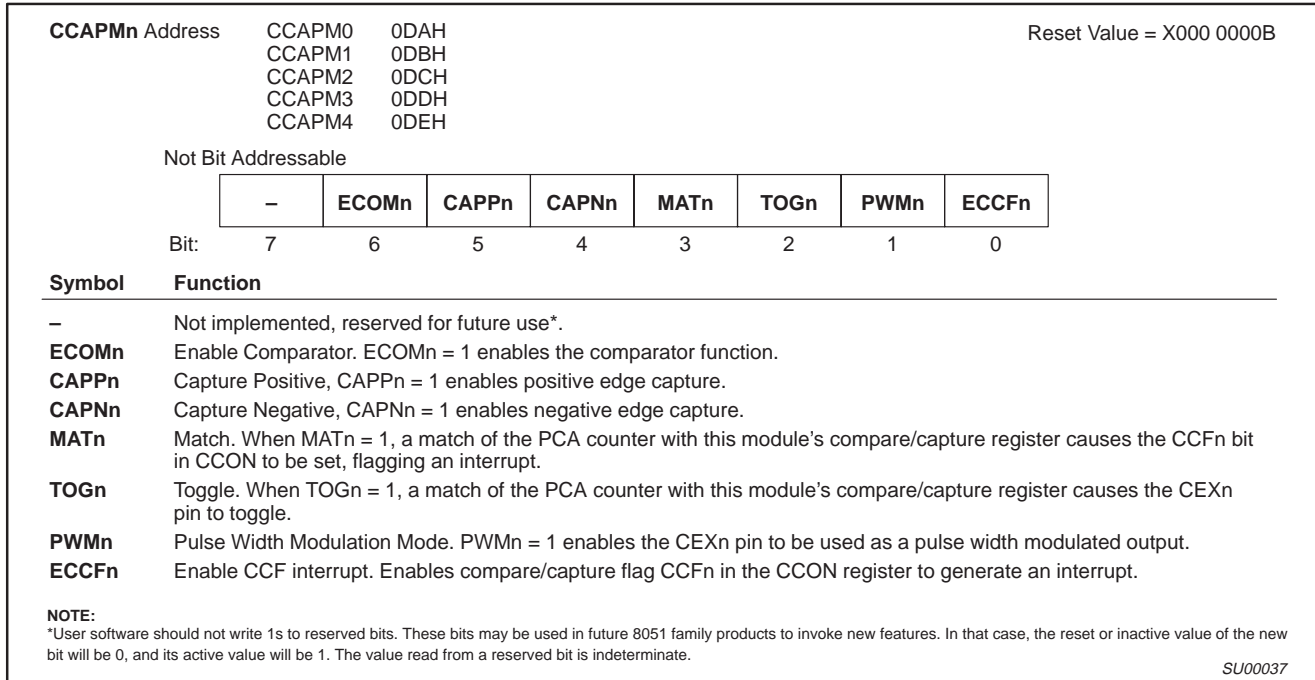 CCAPMn Address CCAPM0 0DAH Reset Value = X000 0000B
CCAPM1 0DBH
CCAPM2 0DCH
CCAPM3 0DDH
CCAPM4 0DEH
Not Bit Addressable
– ECOMn CAPPn CAPNn MATn TOGn PWMn ECCFn
Bit: 7 6 5 4 3 2 1 0
Symbol Function
– Not implemented, reserved for future use*.
ECOMn Enable Comparator. ECOMn = 1 enables the comparator function.
CAPPn Capture Positive, CAPPn = 1 enables positive edge capture.
CAPNn Capture Negative, CAPNn = 1 enables negative edge capture.
MATn Match. When MATn = 1, a match of the PCA counter with this module's compare/capture register causes the CCFn bit
in CCON to be set, flagging an interrupt.
TOGn Toggle. When TOGn = 1, a match of the PCA counter with this module's compare/capture register causes the CEXn
pin to toggle.
PWMn Pulse Width Modulation Mode. PWMn = 1 enables the CEXn pin to be used as a pulse width modulated output.
ECCFn Enable CCF interrupt. Enables compare/capture flag CCFn in the CCON register to generate an interrupt.
NOTE:
*User software should not write 1s to reserved bits. These bits may be used in future 8051 family products to invoke new features. In that case, the reset or inactive value of the new
bit will be 0, and its active value will be 1. The value read from a reserved bit is indeterminate.
SU00037